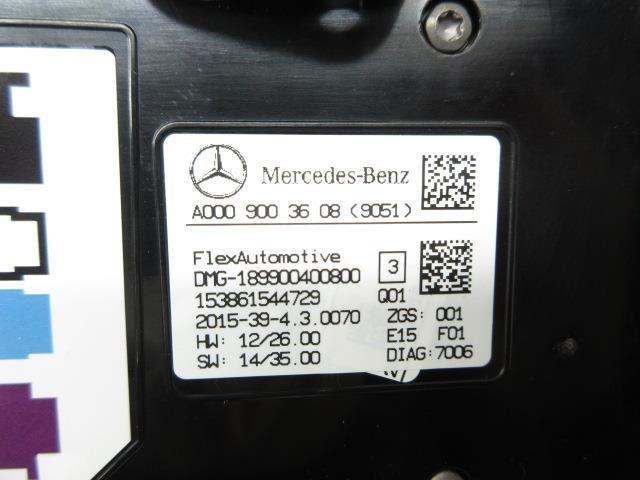 Mercedes-Benz
A000 900 36 08 (9051)
FlexAutomotive
DMG-189900400800 3
153861544729 Q01
2015-39-4.3.0070 ZGS: 001
HW: 12/26.00 E15 F01
SW: 14/35.00 DIAG: 7006